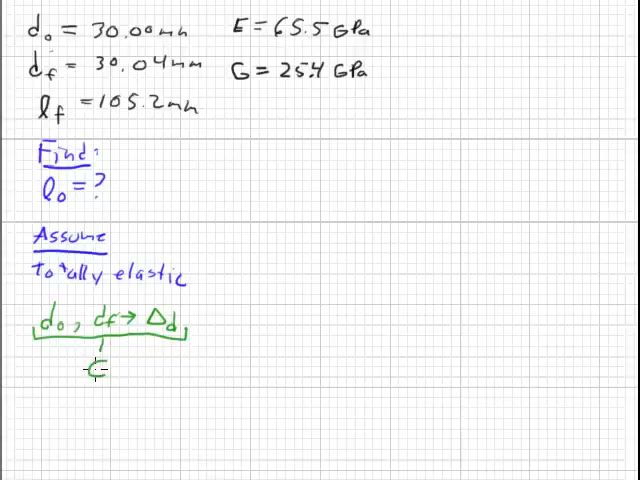 d₀ = 30.00mm E = 65.5 GPa
d_f = 30.04mm G = 25.4 GPa
l_f = 105.2mm
Find:
l₀ = ?
Assume
Totally elastic
d₀, d_f → Δd